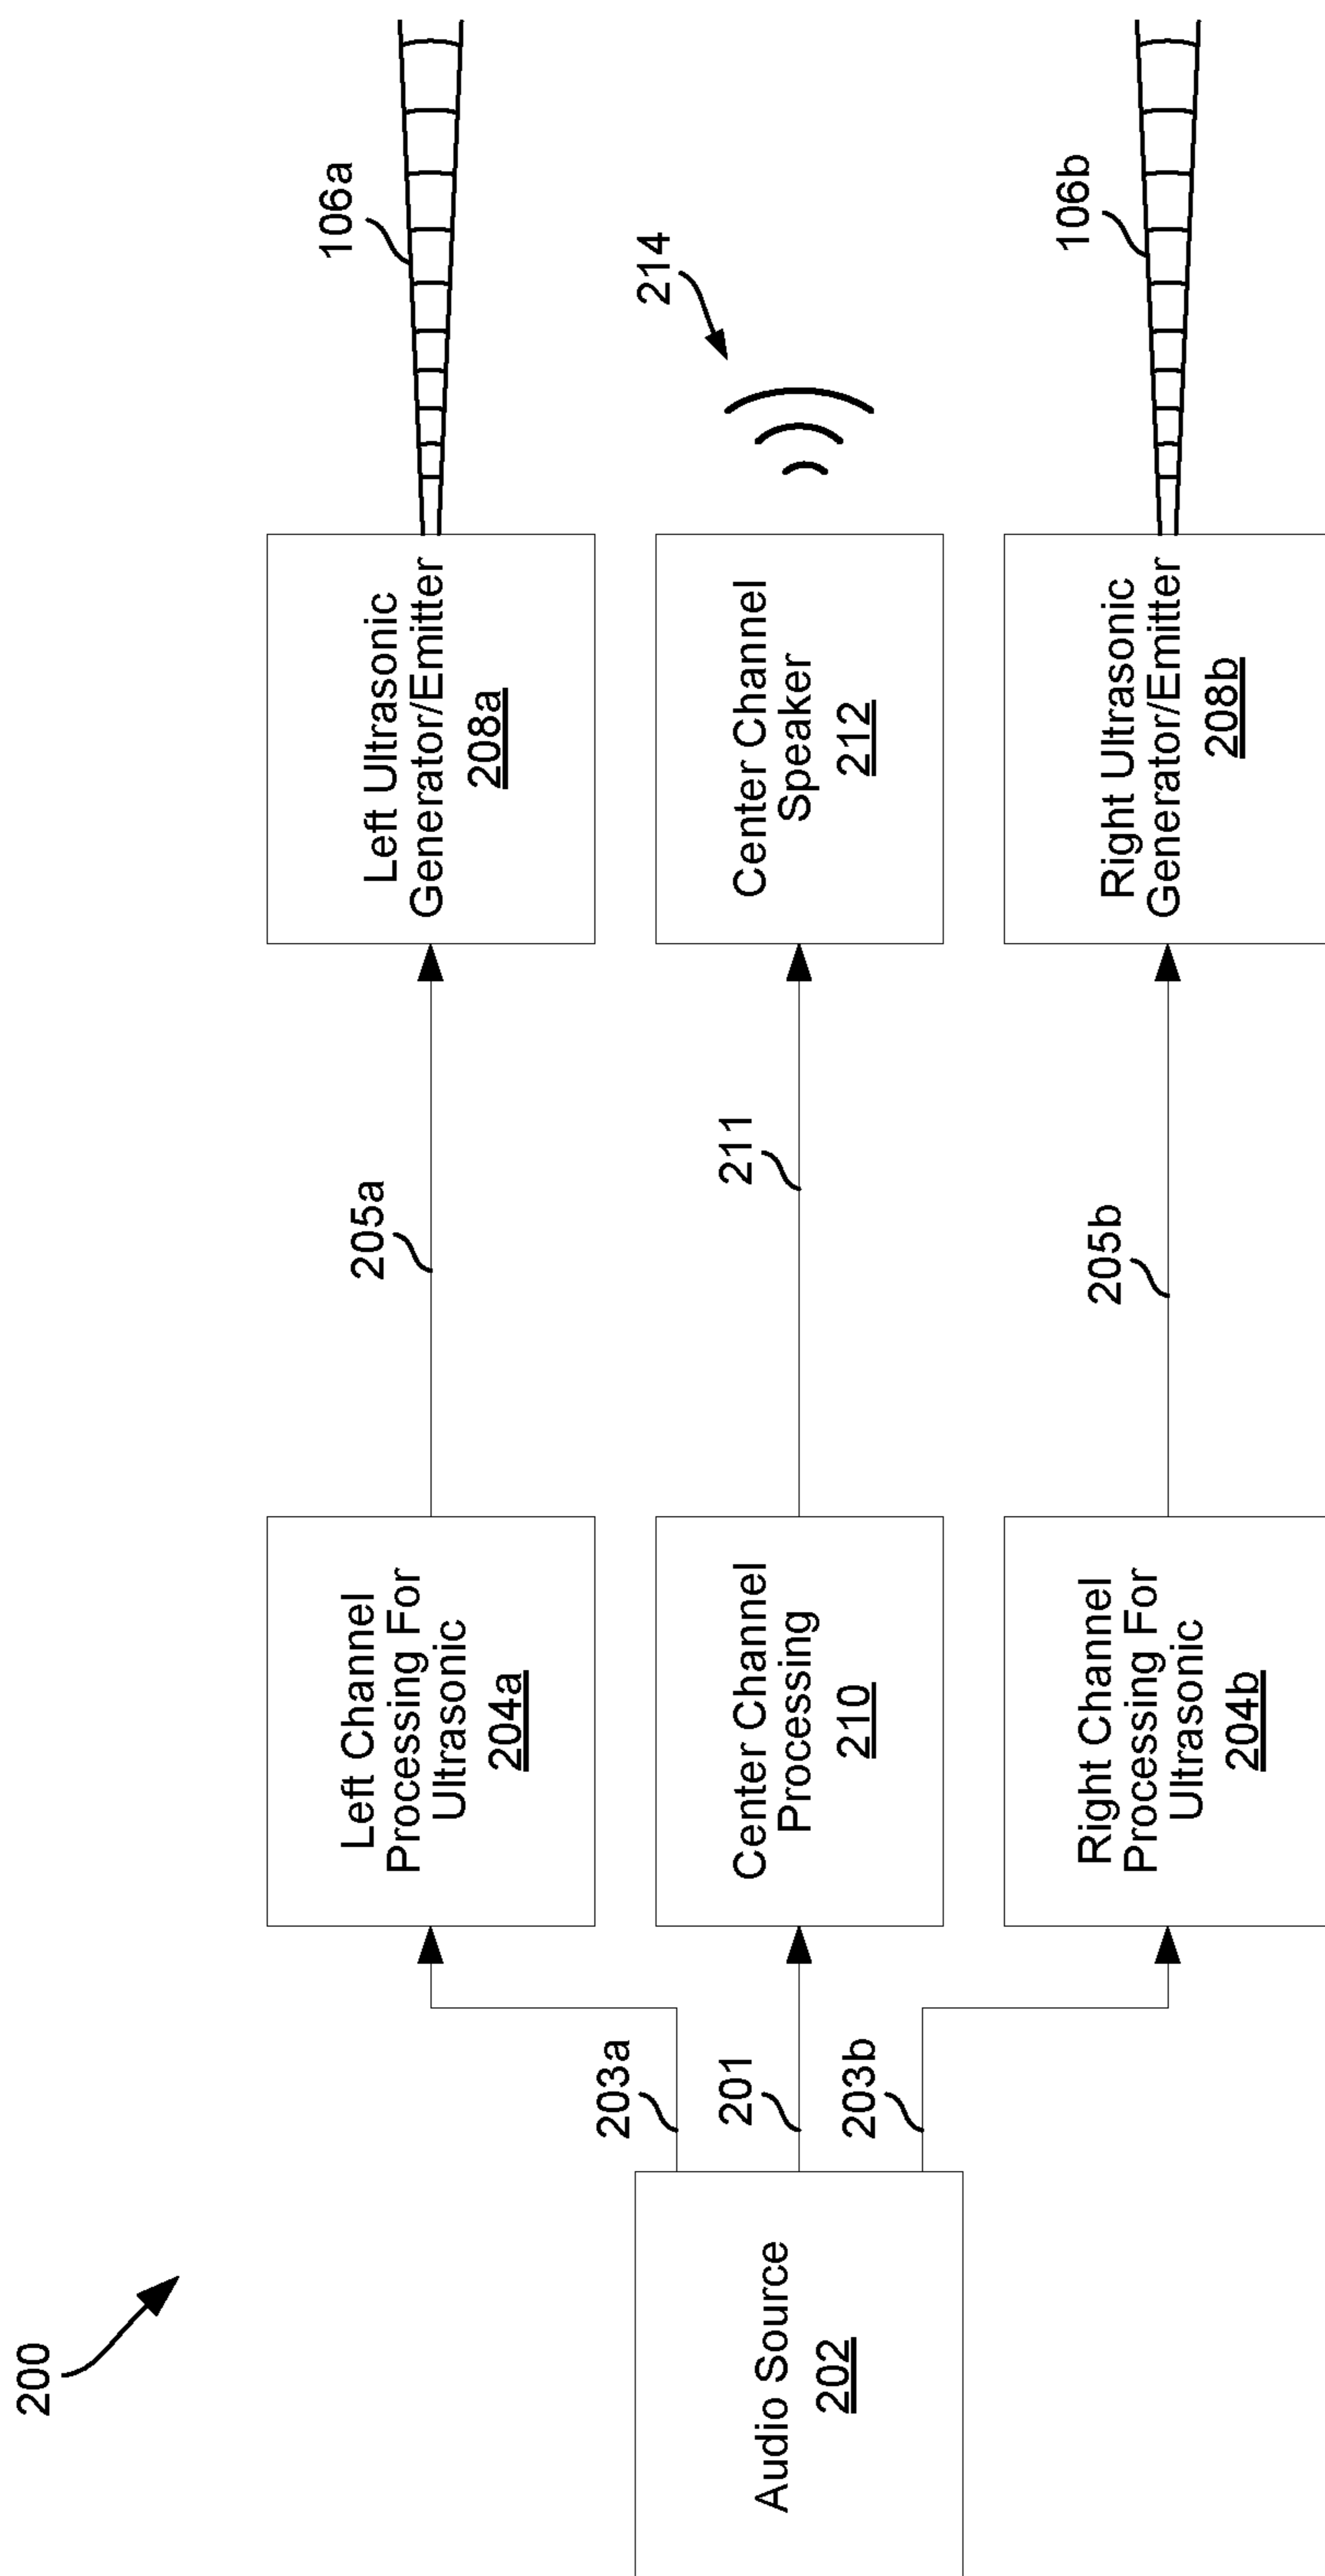 200
Audio Source
202
203a
201
203b
Left Channel
Processing For
Ultrasonic
204a
Center Channel
Processing
210
Right Channel
Processing For
Ultrasonic
204b
205a
211
205b
Left Ultrasonic
Generator/Emitter
208a
Center Channel
Speaker
212
Right Ultrasonic
Generator/Emitter
208b
106a
214
106b